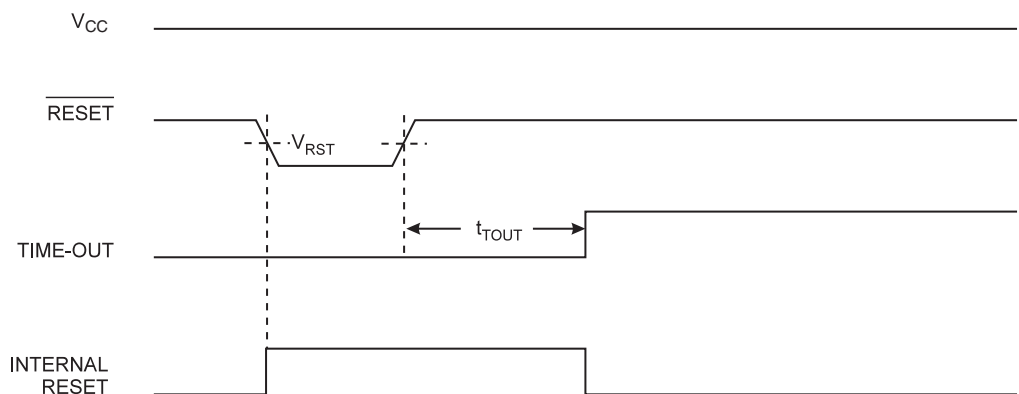 VCC
RESET
VRST
tTOUT
TIME-OUT
INTERNAL
RESET